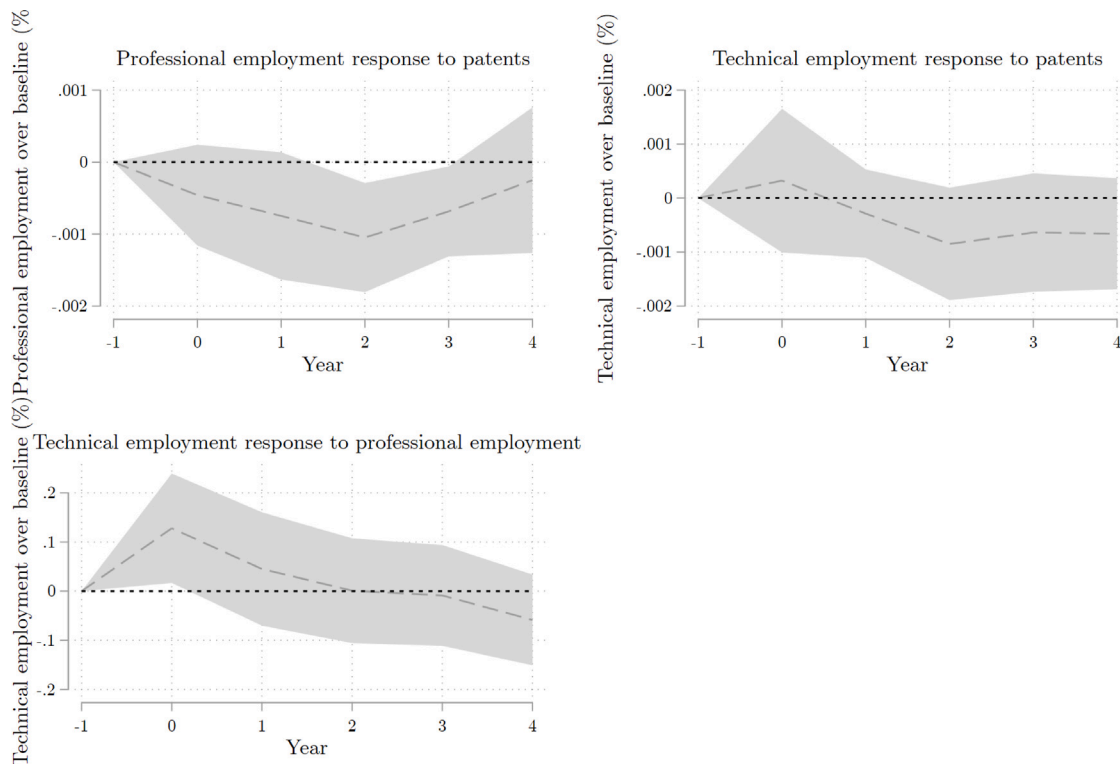 Professional employment response to patents
Professional employment over baseline (%
.001
0
-.001
-.002
-1 0 1 2 3 4
Year
Technical employment response to patents
Technical employment over baseline (%)
.002
.001
0
-.001
-.002
-1 0 1 2 3 4
Year
Technical employment response to professional employment
Technical employment over baseline (%)
.2
.1
0
-.1
-.2
-1 0 1 2 3 4
Year